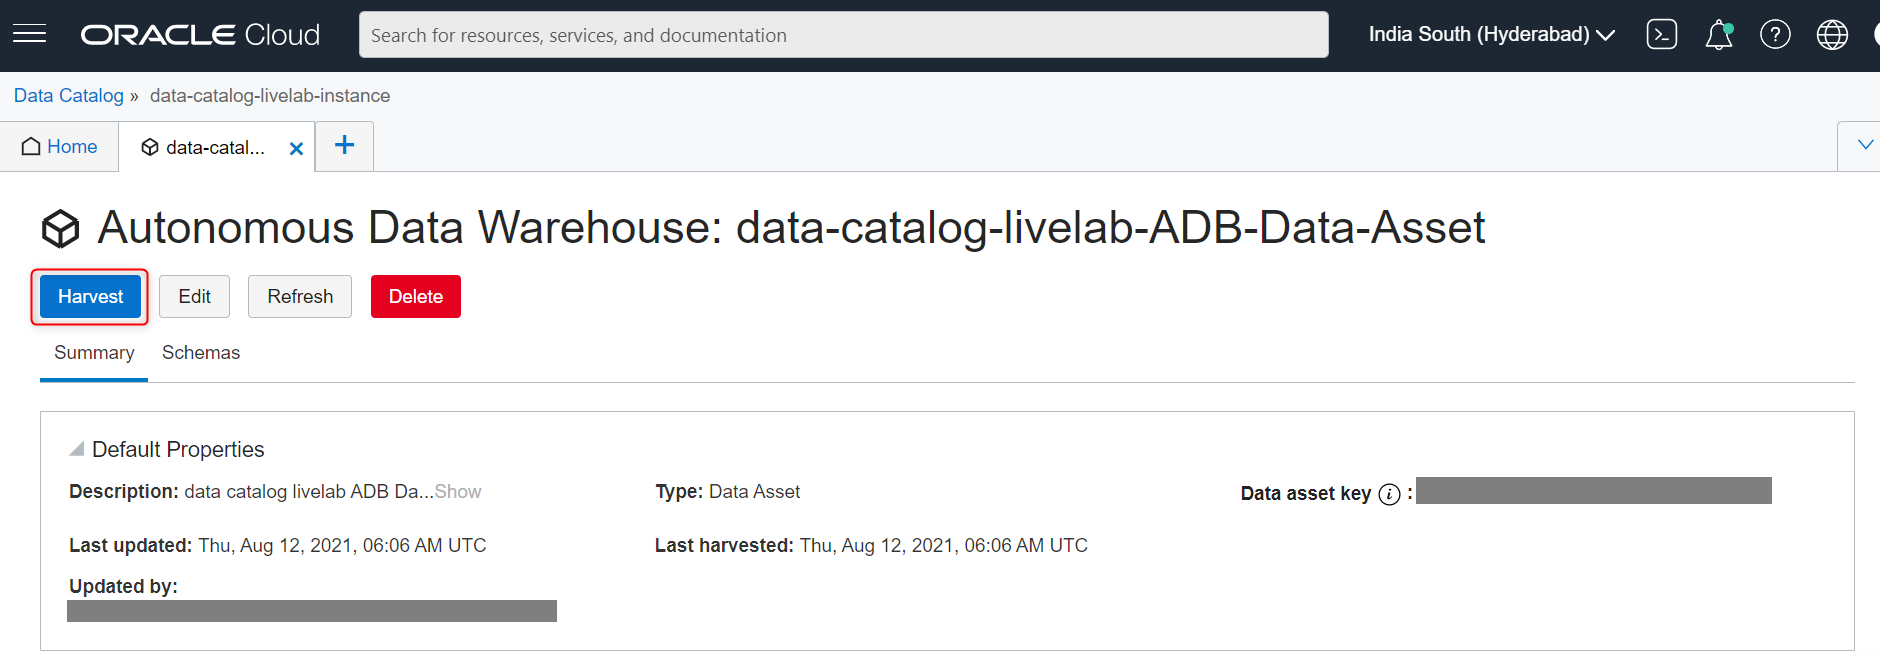 ORACLE Cloud Search for resources, services, and documentation India South (Hyderabad)
Data Catalog » data-catalog-livelab-instance
Home data-catal... × +
Autonomous Data Warehouse: data-catalog-livelab-ADB-Data-Asset
Harvest Edit Refresh Delete
Summary Schemas
Default Properties
Description: data catalog livelab ADB Da...Show Type: Data Asset Data asset key i :
Last updated: Thu, Aug 12, 2021, 06:06 AM UTC Last harvested: Thu, Aug 12, 2021, 06:06 AM UTC
Updated by: